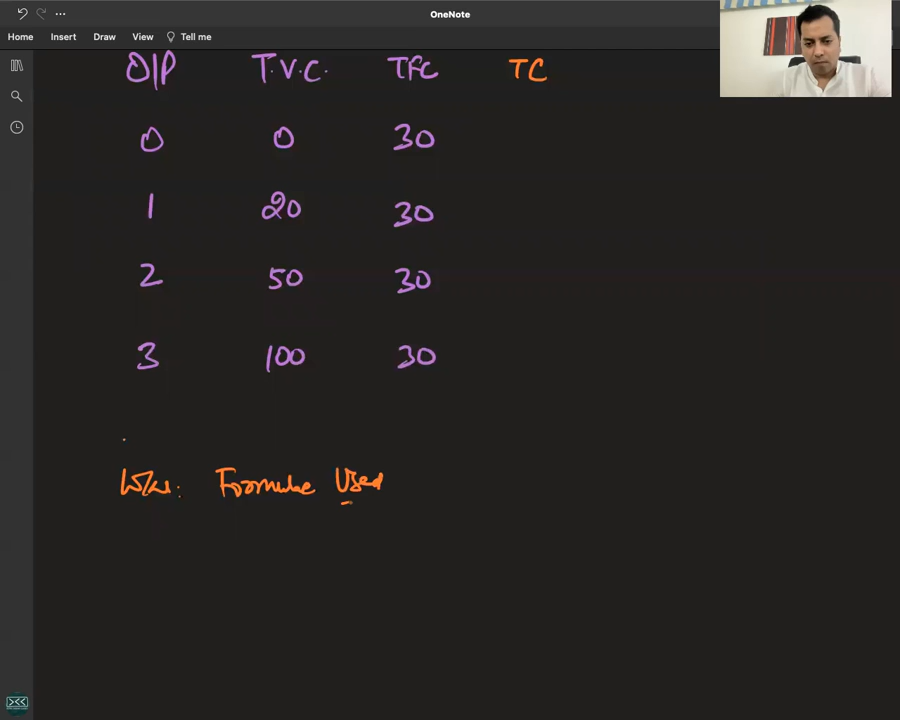 OneNote
Home Insert Draw View Tell me
O/P T.V.C. TFC TC
0 0 30
1 20 30
2 50 30
3 100 30
W/N: Formulae Used